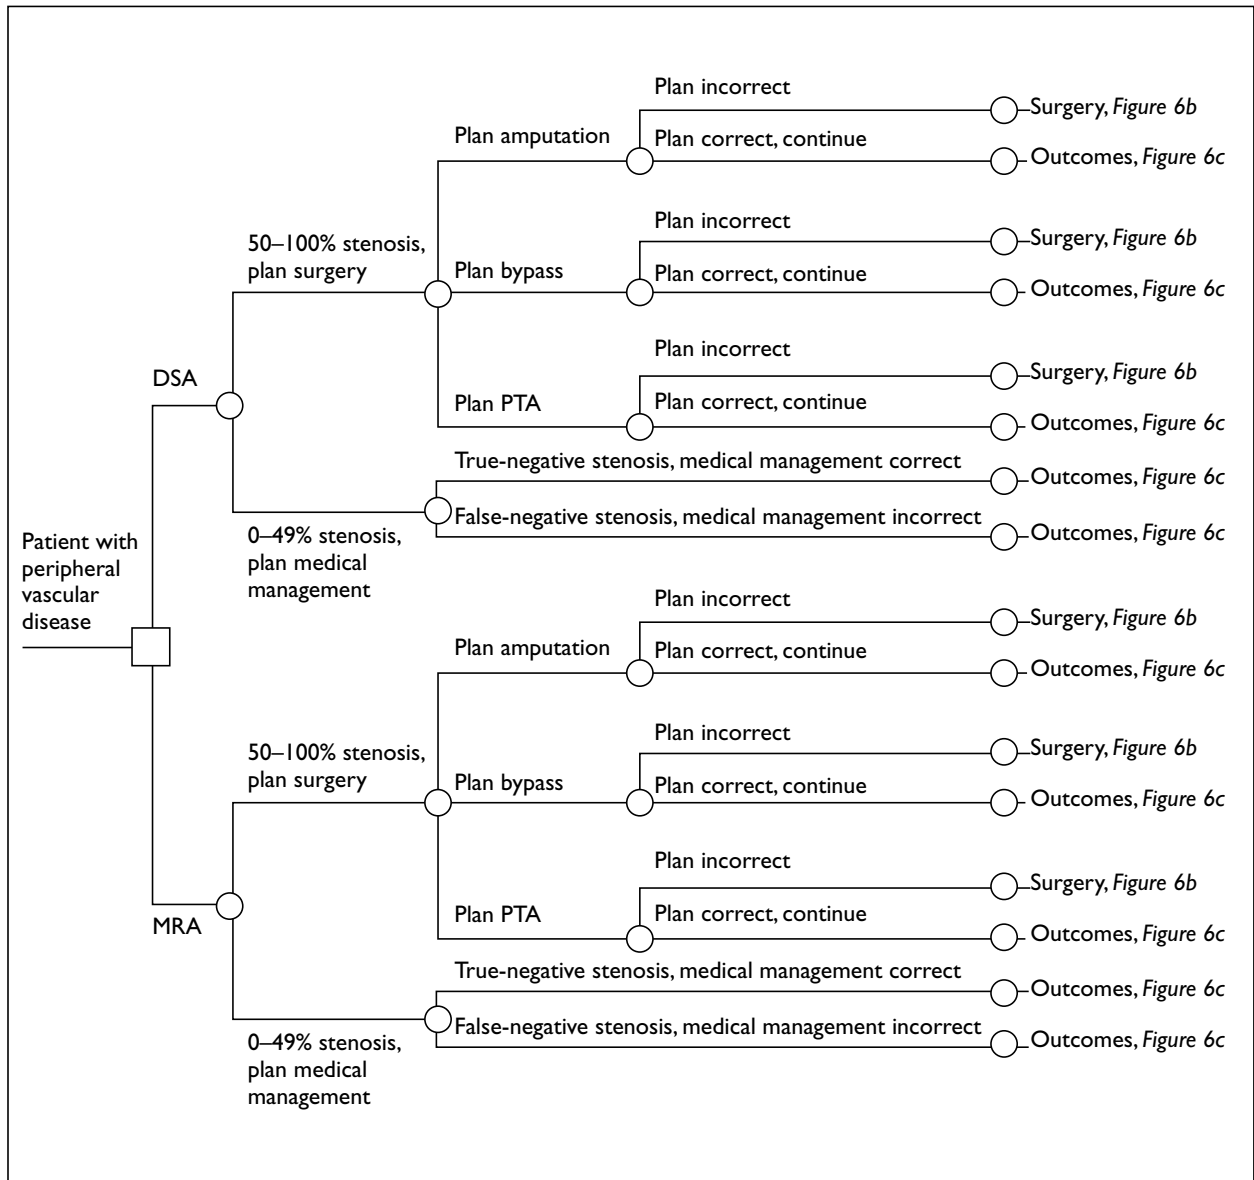 Plan incorrect
Surgery, Figure 6b
Plan amputation
Plan correct, continue
Outcomes, Figure 6c
50–100% stenosis,
plan surgery
Plan incorrect
Surgery, Figure 6b
Plan bypass
Plan correct, continue
Outcomes, Figure 6c
DSA
Plan incorrect
Surgery, Figure 6b
Plan PTA
Plan correct, continue
Outcomes, Figure 6c
True-negative stenosis, medical management correct
Outcomes, Figure 6c
False-negative stenosis, medical management incorrect
Outcomes, Figure 6c
0–49% stenosis,
plan medical
management
Patient with
peripheral
vascular
disease
Plan incorrect
Surgery, Figure 6b
Plan amputation
Plan correct, continue
Outcomes, Figure 6c
50–100% stenosis,
plan surgery
Plan incorrect
Surgery, Figure 6b
Plan bypass
Plan correct, continue
Outcomes, Figure 6c
Plan incorrect
Surgery, Figure 6b
Plan PTA
Plan correct, continue
Outcomes, Figure 6c
MRA
True-negative stenosis, medical management correct
Outcomes, Figure 6c
False-negative stenosis, medical management incorrect
Outcomes, Figure 6c
0–49% stenosis,
plan medical
management